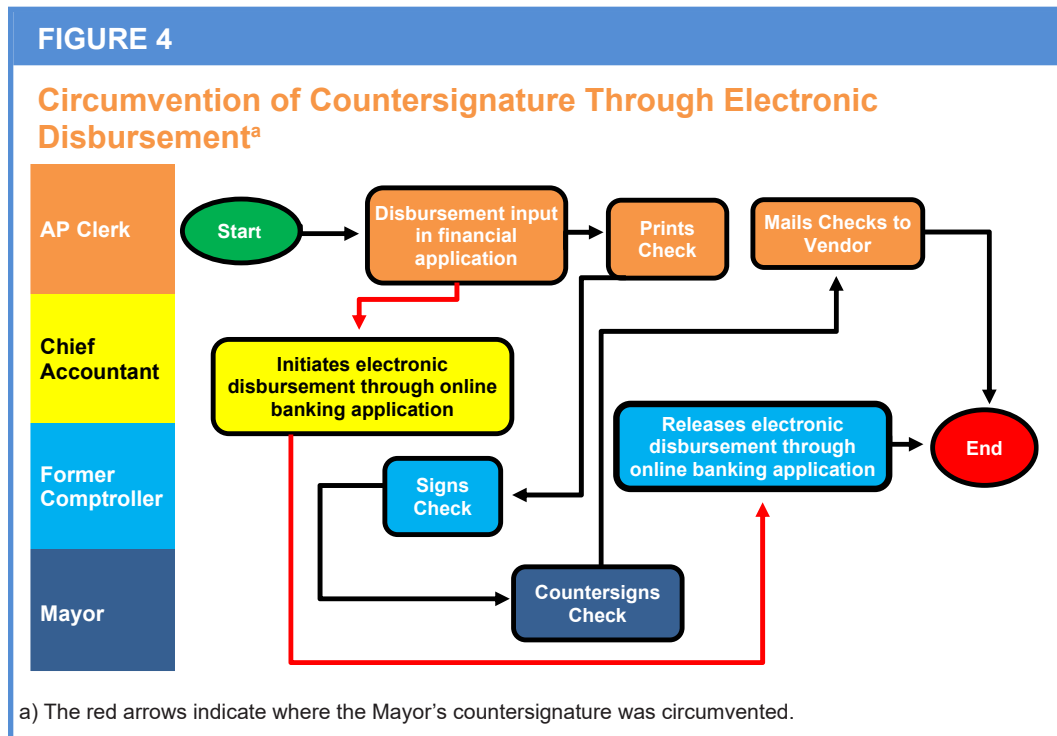 FIGURE 4
Circumvention of Countersignature Through Electronic
Disbursementᵃ
AP Clerk
Start
Disbursement input
in financial
application
Prints
Check
Mails Checks to
Vendor
Chief
Accountant
Initiates electronic
disbursement through online
banking application
Former
Comptroller
Signs
Check
Releases electronic
disbursement through
online banking application
End
Mayor
Countersigns
Check
a) The red arrows indicate where the Mayor’s countersignature was circumvented.